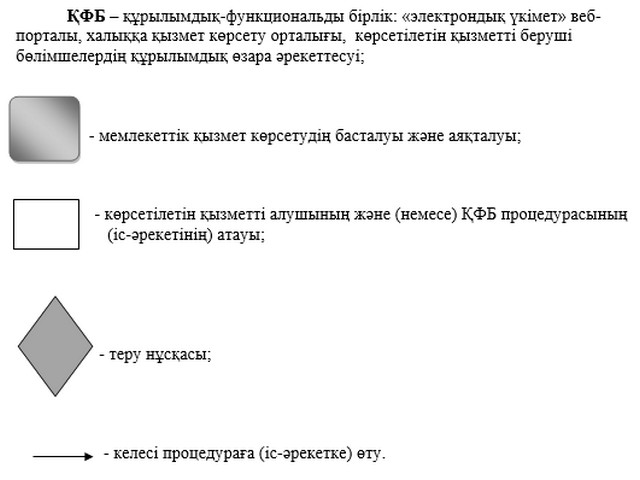 ҚФБ – құрылымдық-функциональды бірлік: «электрондық үкімет» веб-
порталы, халыққа қызмет көрсету орталығы, көрсетілетін қызметті беруші
бөлімшелердің құрылымдық өзара әрекеттесуі;
- мемлекеттік қызмет көрсетудің басталуы және аяқталуы;
- көрсетілетін қызметті алушының және (немесе) ҚФБ процедурасының
(іс-әрекетінің) атауы;
- теру нұсқасы;
- келесі процедураға (іс-әрекетке) өту.